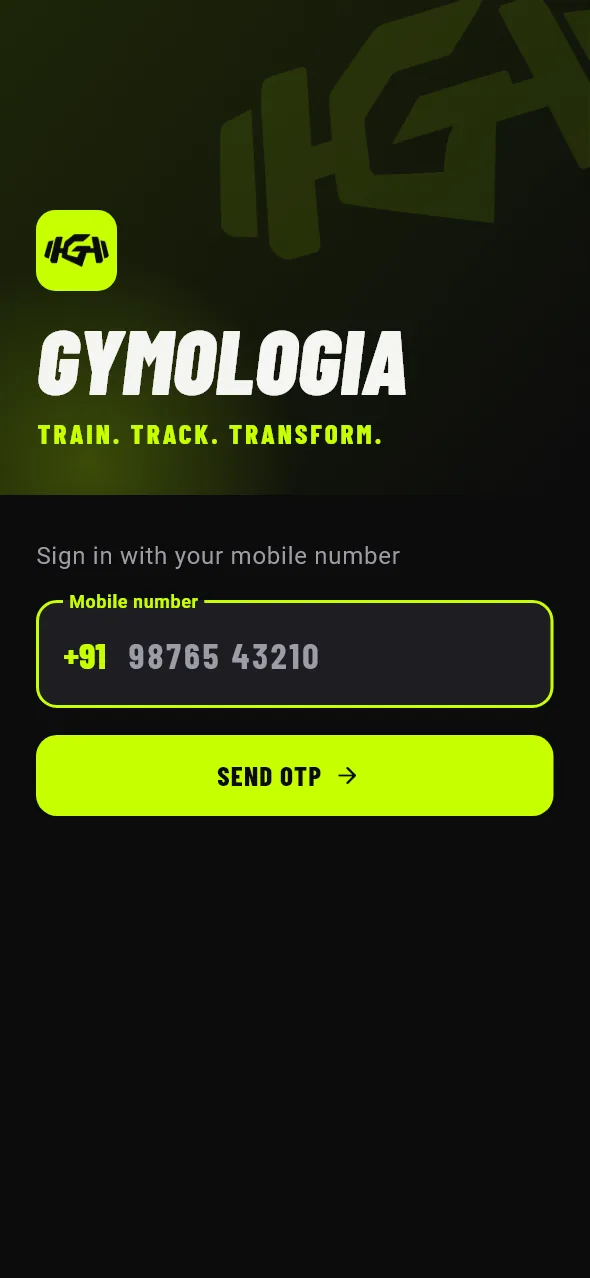 GYMOLOGIA
TRAIN. TRACK. TRANSFORM.
Sign in with your mobile number
Mobile number
+91 98765 43210
SEND OTP →